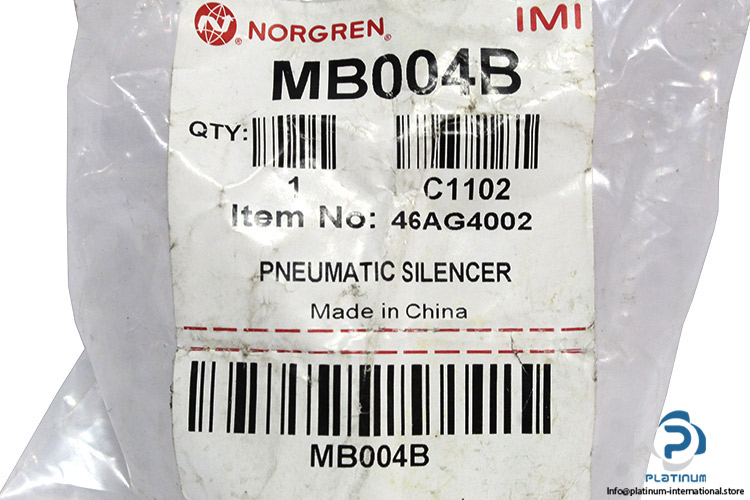 NORGREN®
IMI
MB004B
QTY:
1 C1102
Item No: 46AG4002
PNEUMATIC SILENCER
Made in China
MB004B
PLATINUM
Info@platinum-international.store